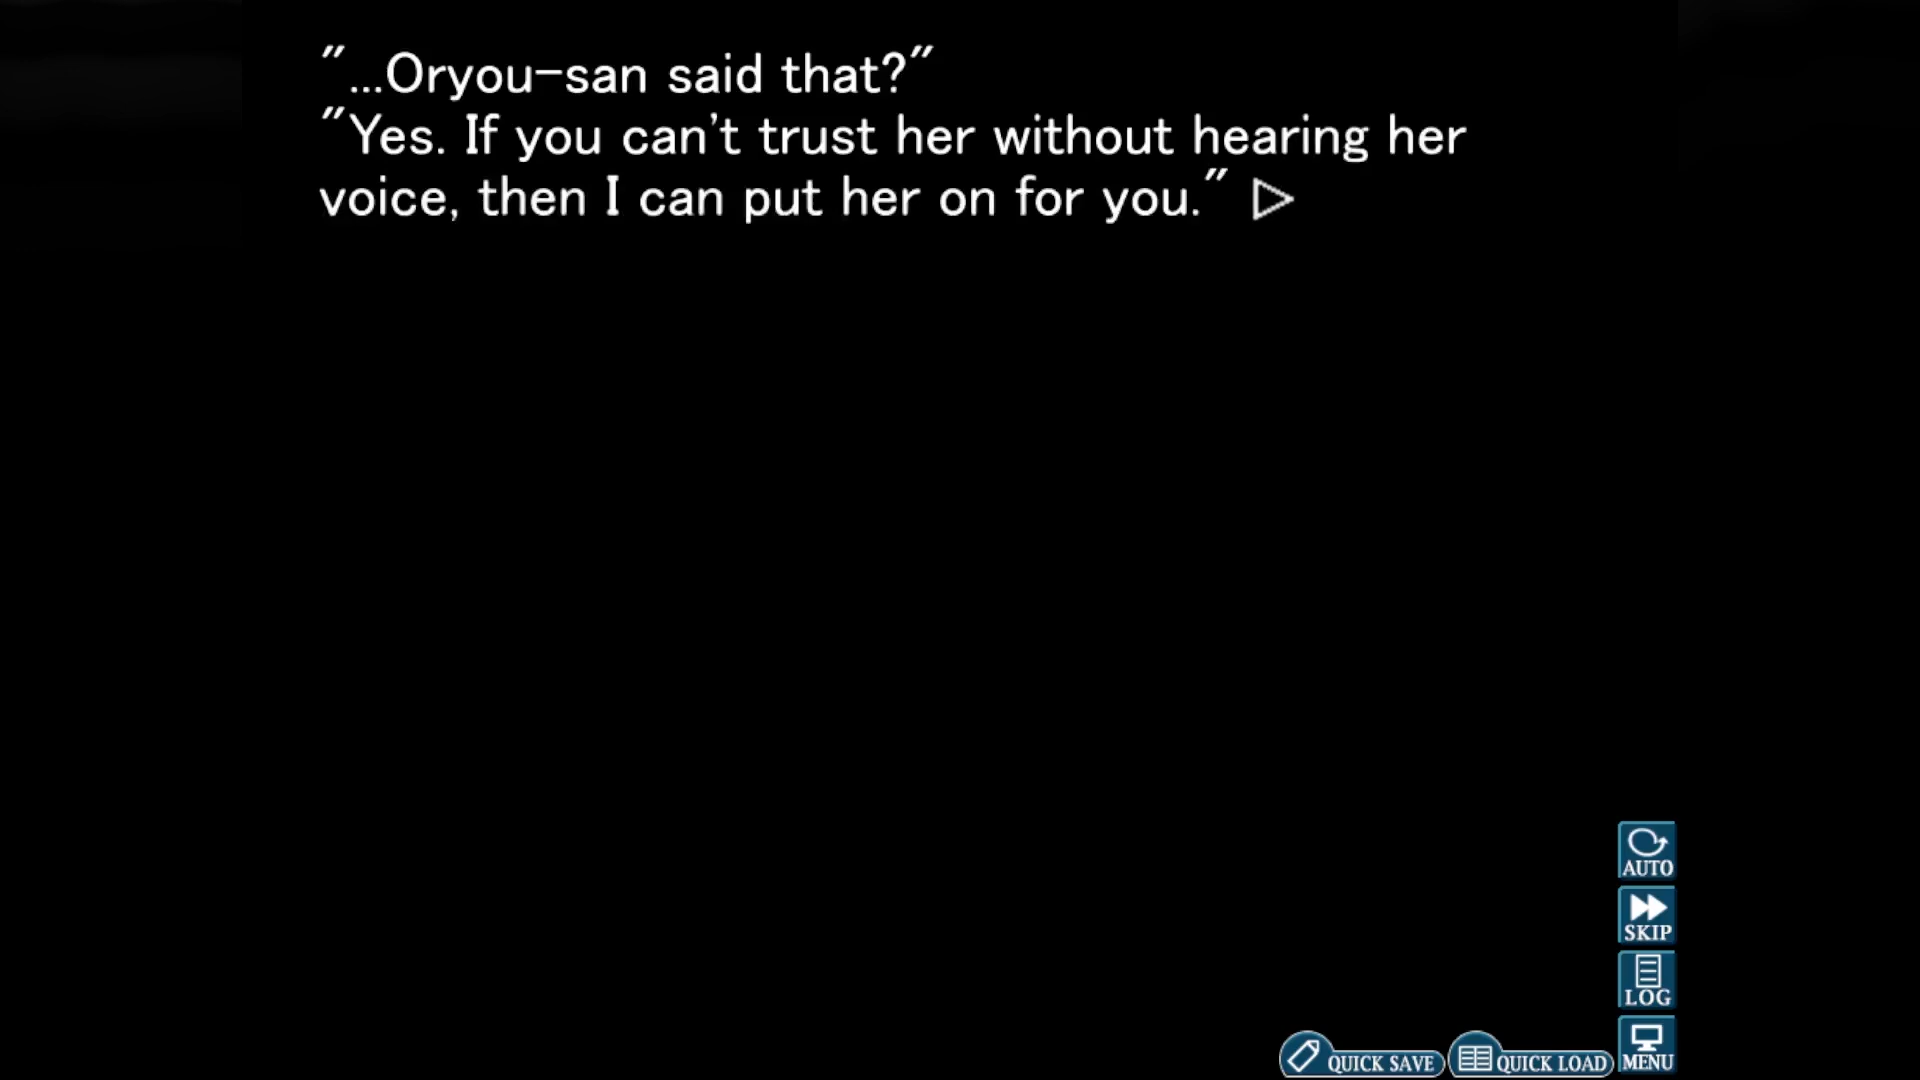 "...Oryou-san said that?"
"Yes. If you can't trust her without hearing her
voice, then I can put her on for you."
AUTO
SKIP
LOG
QUICK SAVE
QUICK LOAD
MENU